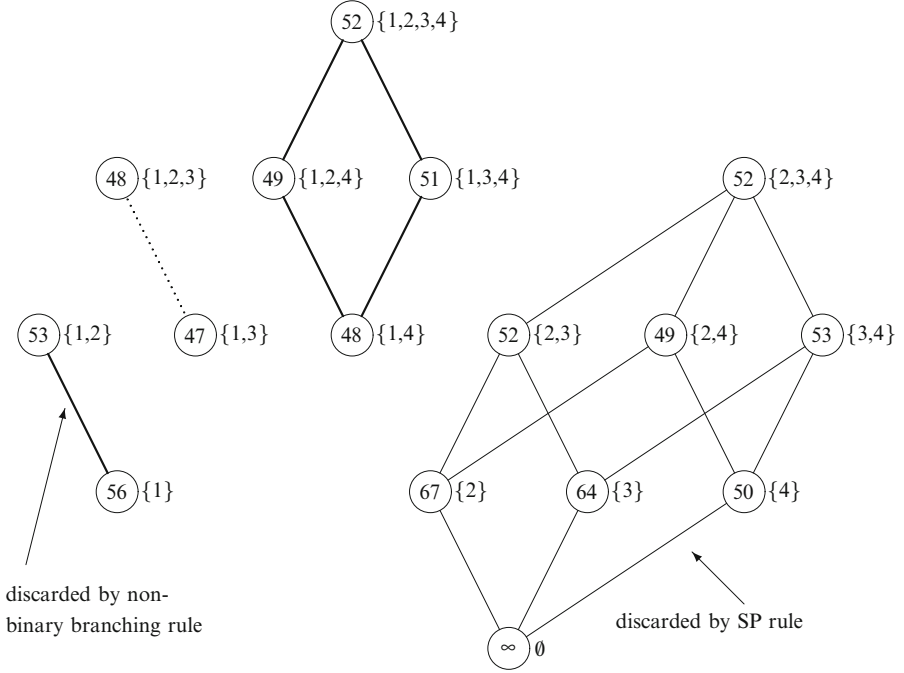 52 {1,2,3,4}
48 {1,2,3} 49 {1,2,4} 51 {1,3,4} 52 {2,3,4}
53 {1,2} 47 {1,3} 48 {1,4} 52 {2,3} 49 {2,4} 53 {3,4}
56 {1} 67 {2} 64 {3} 50 {4}
discarded by non-
binary branching rule
discarded by SP rule
∞ ∅